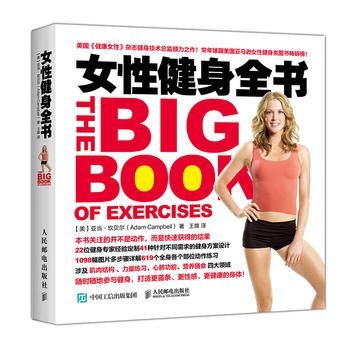 美国《健康女性》杂志健身技术总监倾力之作！常年雄踞美国亚马逊女性健身类图书畅销榜！
女性健身全书
THE
BIG
BOOK
OF EXERCISES
【美】亚当·坎贝尔（Adam Campbell） 著 王雄 译
本书关注的并不是动作，而是快速获得的结果
22位健身专家经验定制41种针对不同需求的健身方案设计
1098幅图片多步骤详解619个全身各个部位动作练习
涉及 肌肉结构、力量练习、心肺功能、营养膳食 四大领域
随时随地参与健身，打造更苗条、更性感、更健康的身体！
中国工信出版集团
人民邮电出版社
女性健身全书
THE
BIG
BOOK
OF EXERCISES
人民邮电出版社